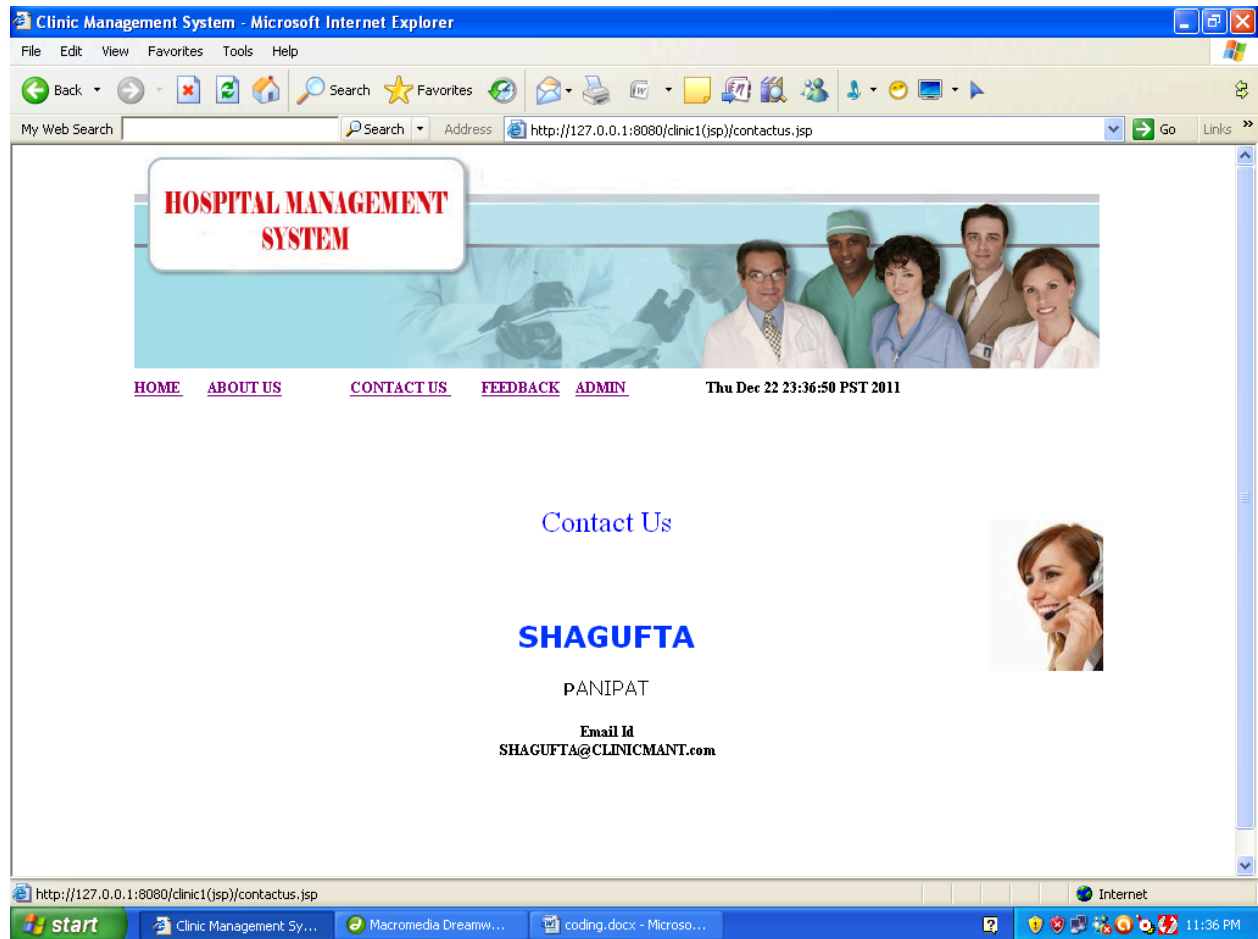 Clinic Management System - Microsoft Internet Explorer
File Edit View Favorites Tools Help
Back Search Favorites
My Web Search Search Address http://127.0.0.1:8080/clinic1(jsp)/contactus.jsp Go Links »
HOSPITAL MANAGEMENT
SYSTEM
HOME ABOUT US CONTACT US FEEDBACK ADMIN Thu Dec 22 23:36:50 PST 2011
Contact Us
SHAGUFTA
PANIPAT
Email Id
SHAGUFTA@CLINICMANT.com
http://127.0.0.1:8080/clinic1(jsp)/contactus.jsp Internet
start Clinic Management Sy... Macromedia Dreamw... coding.docx - Microso... 11:36 PM